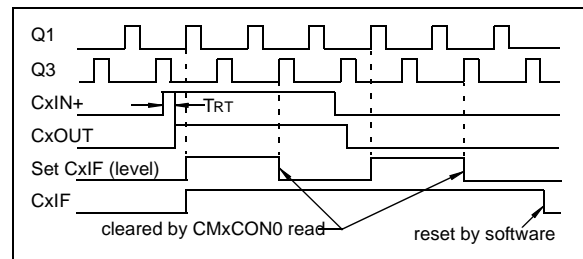 Q1
Q3
CxIN+
TRT
CxOUT
Set CxIF (level)
CxIF
cleared by CMxCON0 read
reset by software